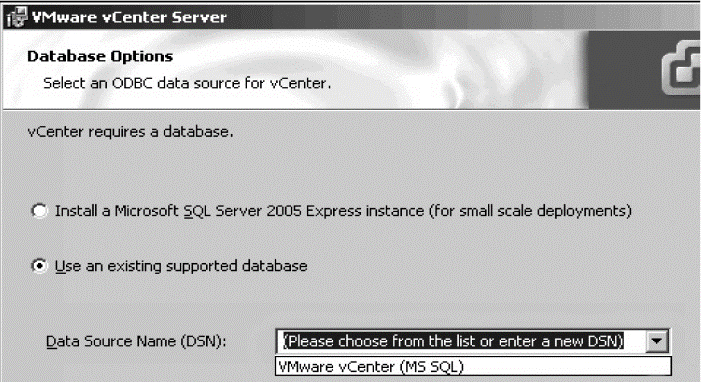 VMware vCenter Server
Database Options
Select an ODBC data source for vCenter.
vCenter requires a database.
Install a Microsoft SQL Server 2005 Express instance (for small scale deployments)
Use an existing supported database
Data Source Name (DSN):
(Please choose from the list or enter a new DSN)
VMware vCenter (MS SQL)